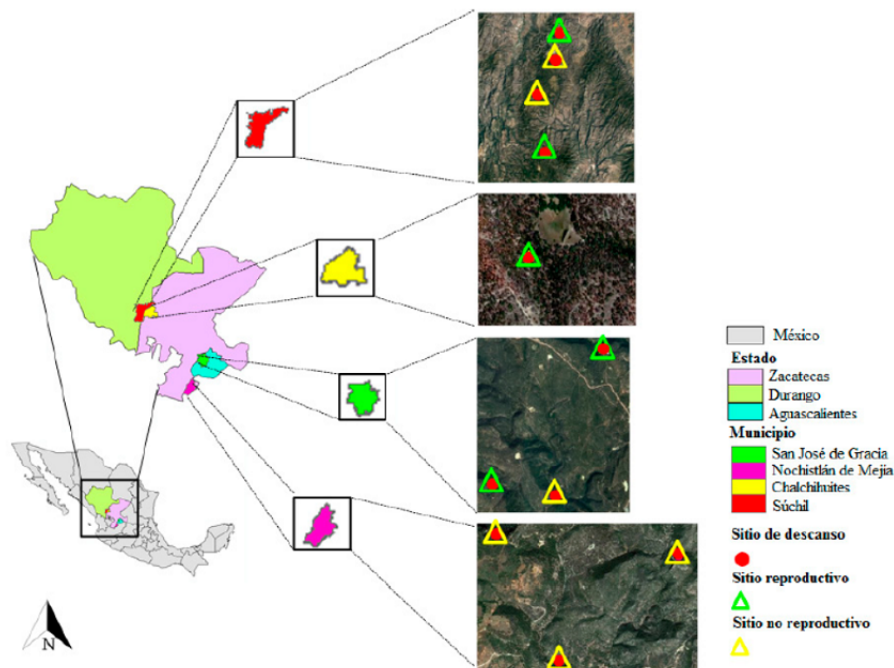 México
Estado
Zacatecas
Durango
Aguascalientes
Municipio
San José de Gracia
Nochistlán de Mejia
Chalchihuites
Súchil
Sitio de descanso
Sitio reproductivo
Sitio no reproductivo
N